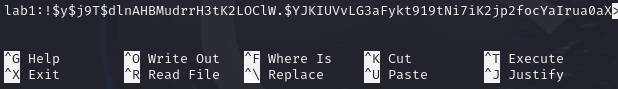 lab1:!$y$j9T$dlnAHBMudrrH3tK2LOClW.$YJKIUVvLG3aFykt919tNi7iK2jp2focYaIrua0aX>
^G Help ^O Write Out ^F Where Is ^K Cut ^T Execute
^X Exit ^R Read File ^\ Replace ^U Paste ^J Justify